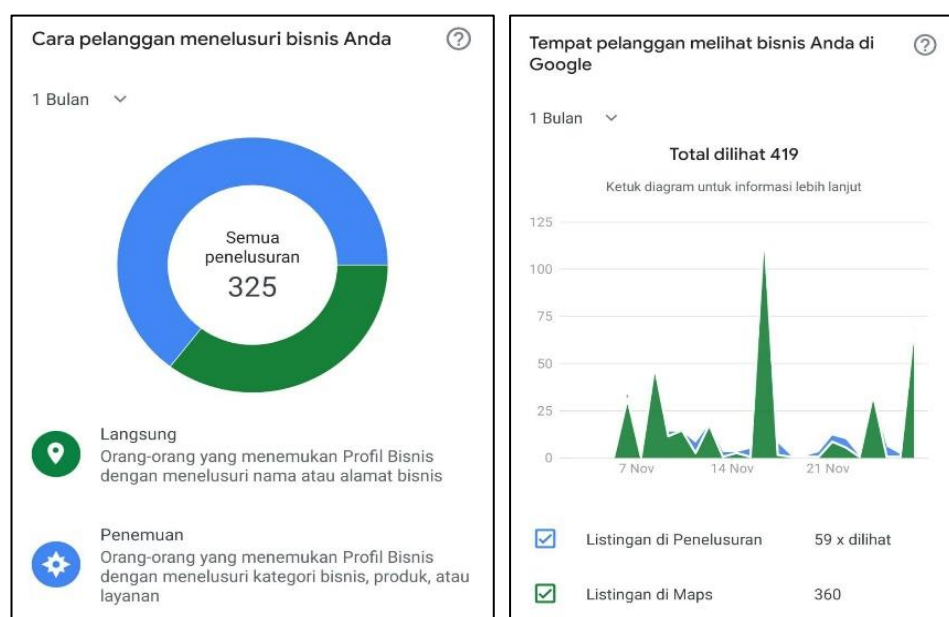 Cara pelanggan menelusuri bisnis Anda
1 Bulan
Semua
penelusuran
325
Langsung
Orang-orang yang menemukan Profil Bisnis
dengan menelusuri nama atau alamat bisnis
Penemuan
Orang-orang yang menemukan Profil Bisnis
dengan menelusuri kategori bisnis, produk, atau
layanan
Tempat pelanggan melihat bisnis Anda di
Google
1 Bulan
Total dilihat 419
Ketuk diagram untuk informasi lebih lanjut
125
100
75
50
25
0
7 Nov 14 Nov 21 Nov
Listingan di Penelusuran 59 x dilihat
Listingan di Maps 360